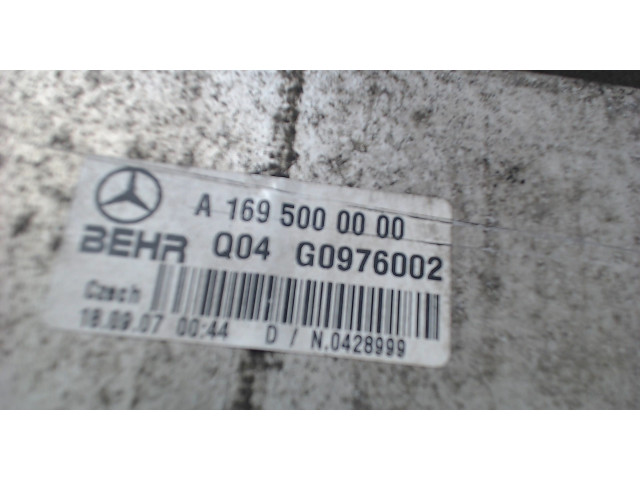 A 169 500 00 00
BEHR Q04 G0976002
Czech
18.09.07 00:44 D / N.0428999